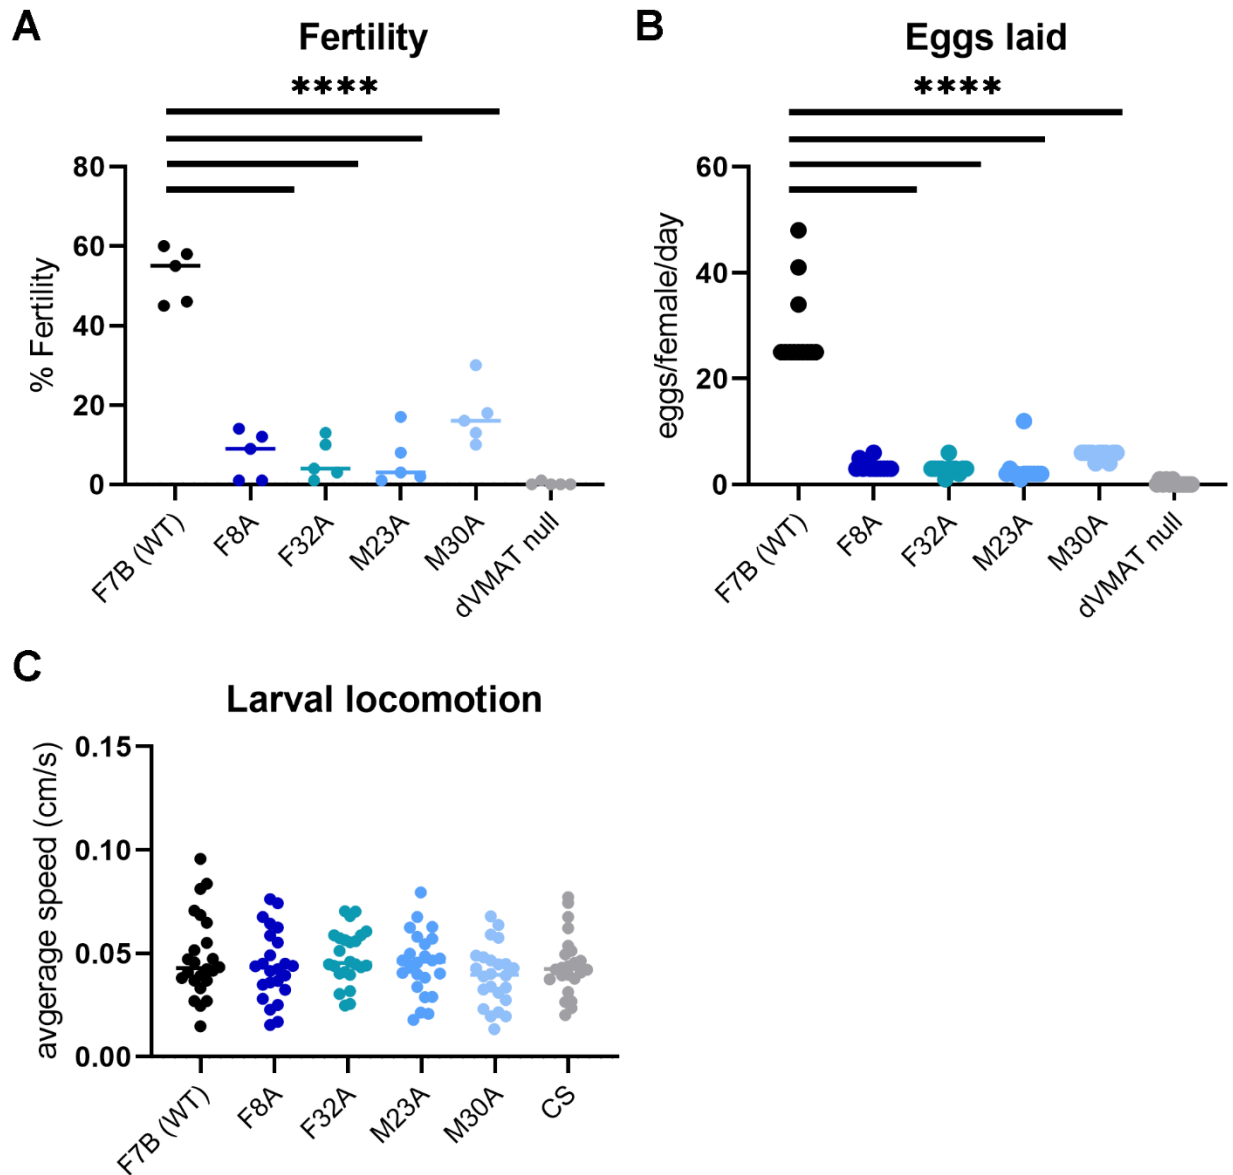 A
Fertility
****
% Fertility
80
60
40
20
0
F7B (WT)
F8A
F32A
M23A
M30A
dVMAT null
B
Eggs laid
****
eggs/female/day
60
40
20
0
F7B (WT)
F8A
F32A
M23A
M30A
dVMAT null
C
Larval locomotion
avgerage speed (cm/s)
0.15
0.10
0.05
0.00
F7B (WT)
F8A
F32A
M23A
M30A
CS